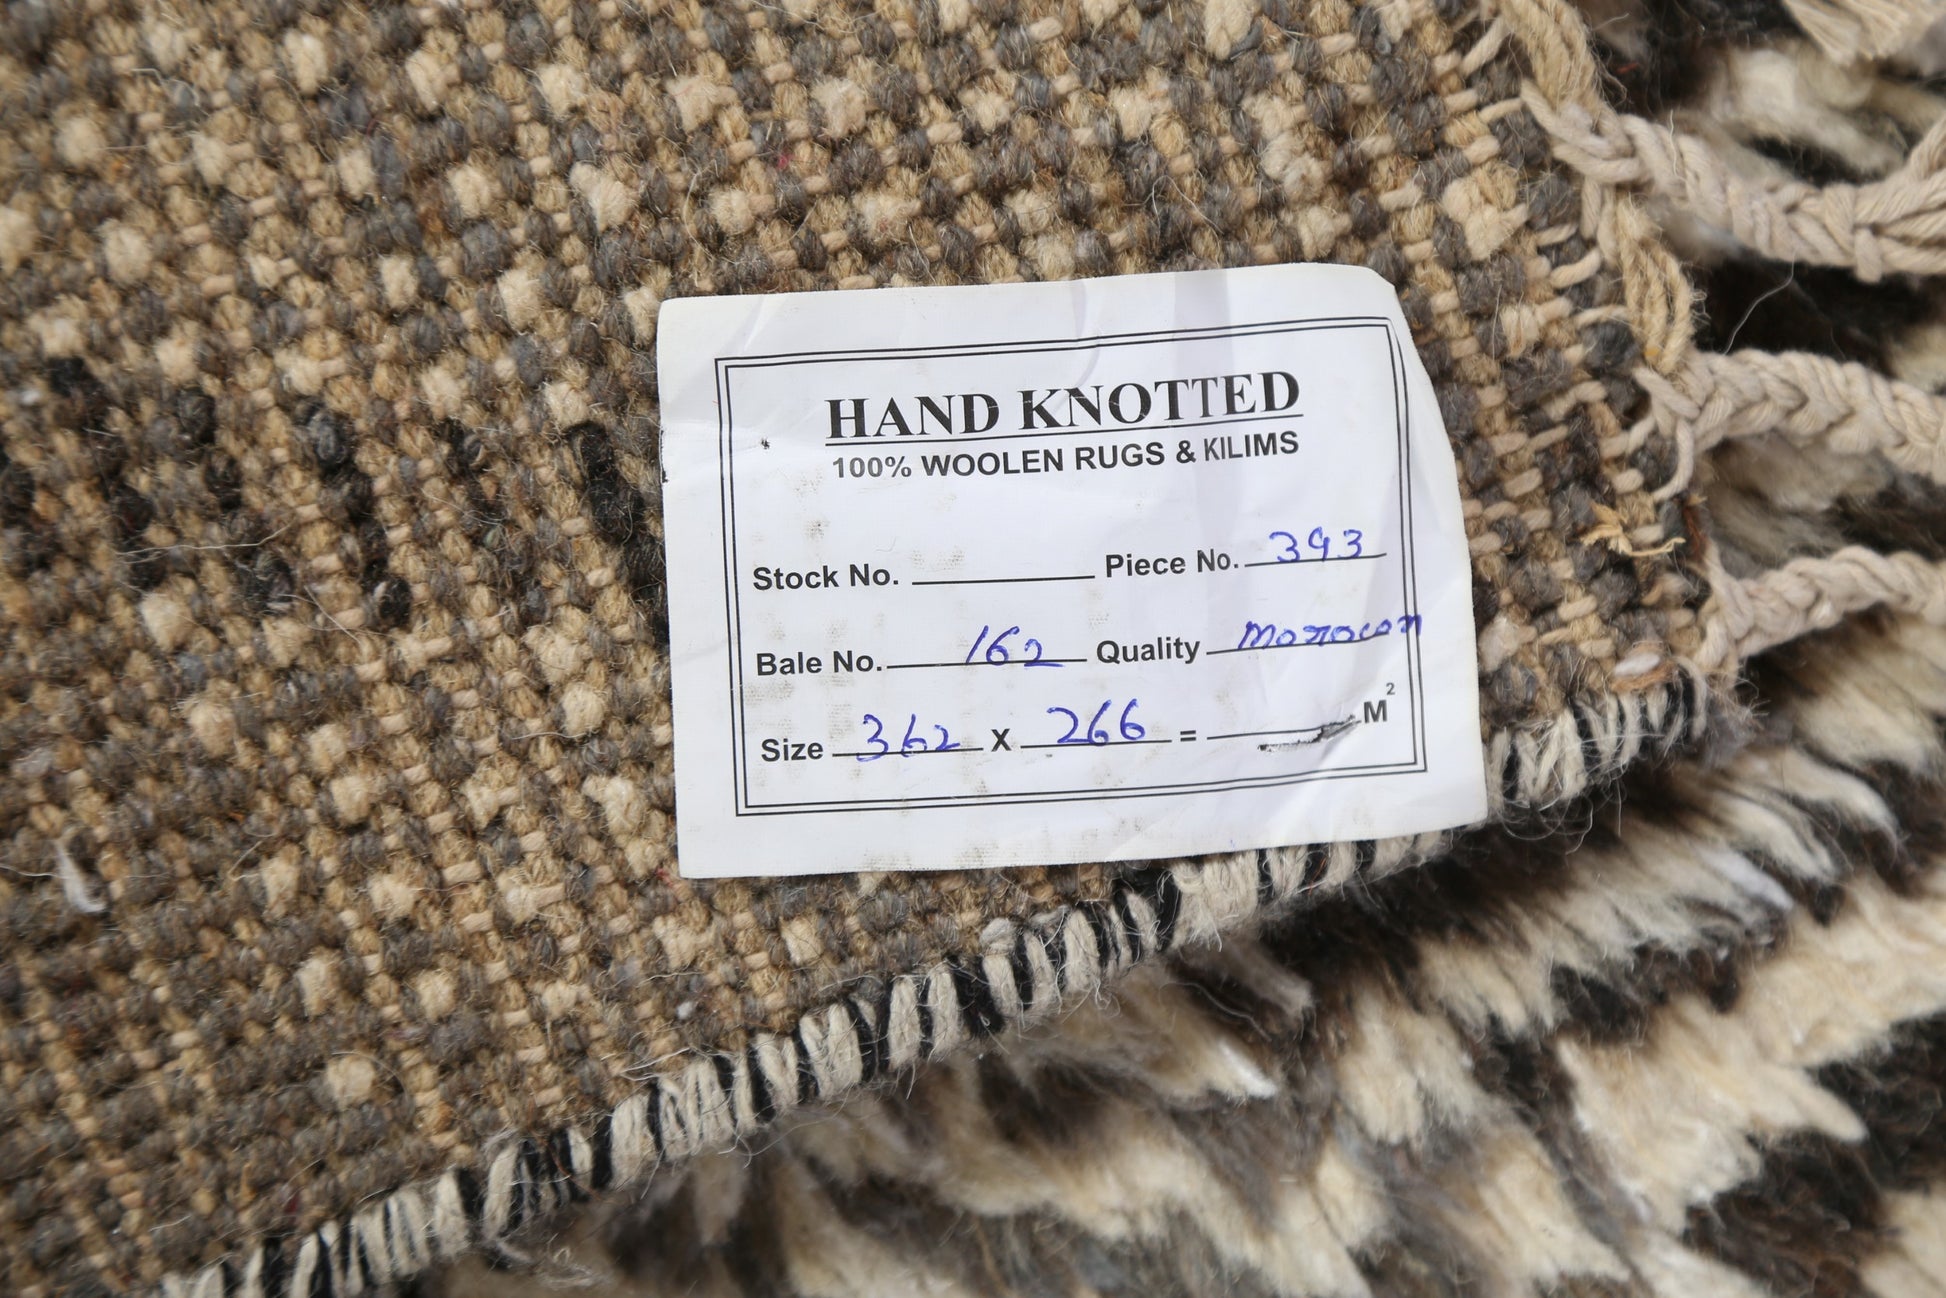 HAND KNOTTED
100% WOOLEN RUGS & KILIMS
Stock No. Piece No. 393
Bale No. 162 Quality Morocon
Size 362 X 266 = M²